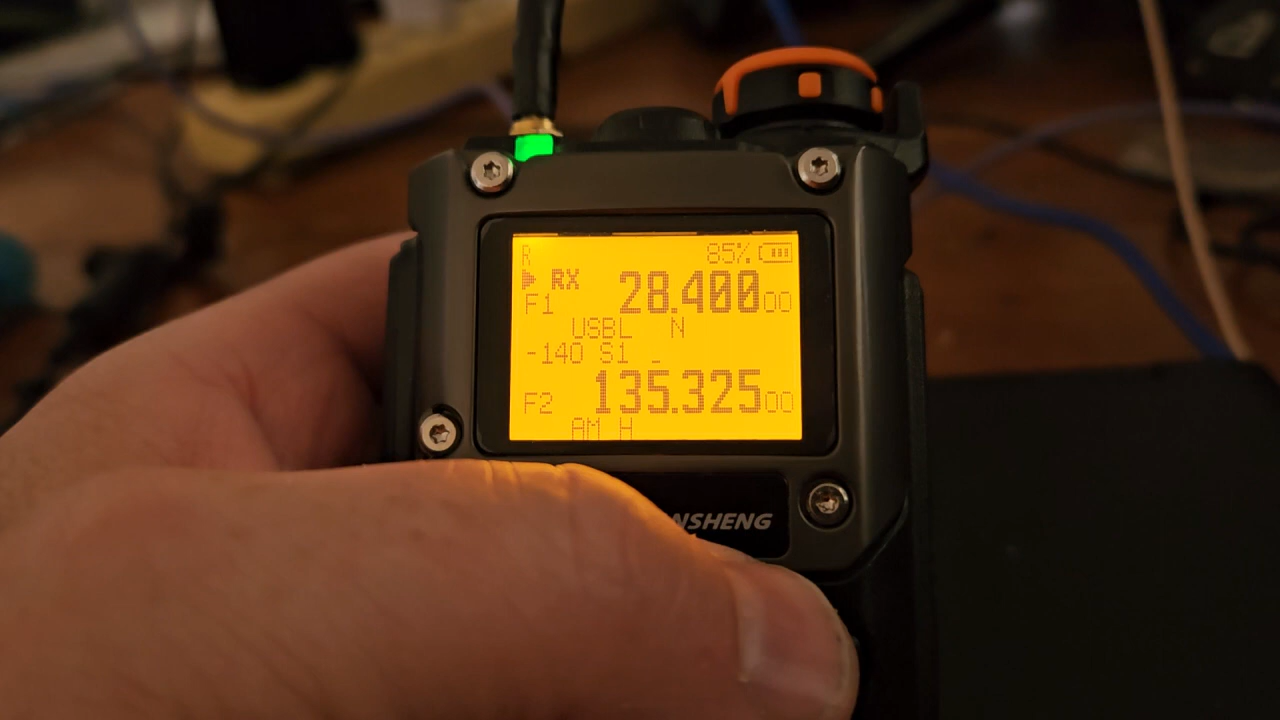 R 85%
RX 28.40000
F1
USBL N
-140 S1
135.32500
F2
AM H
NSHENG